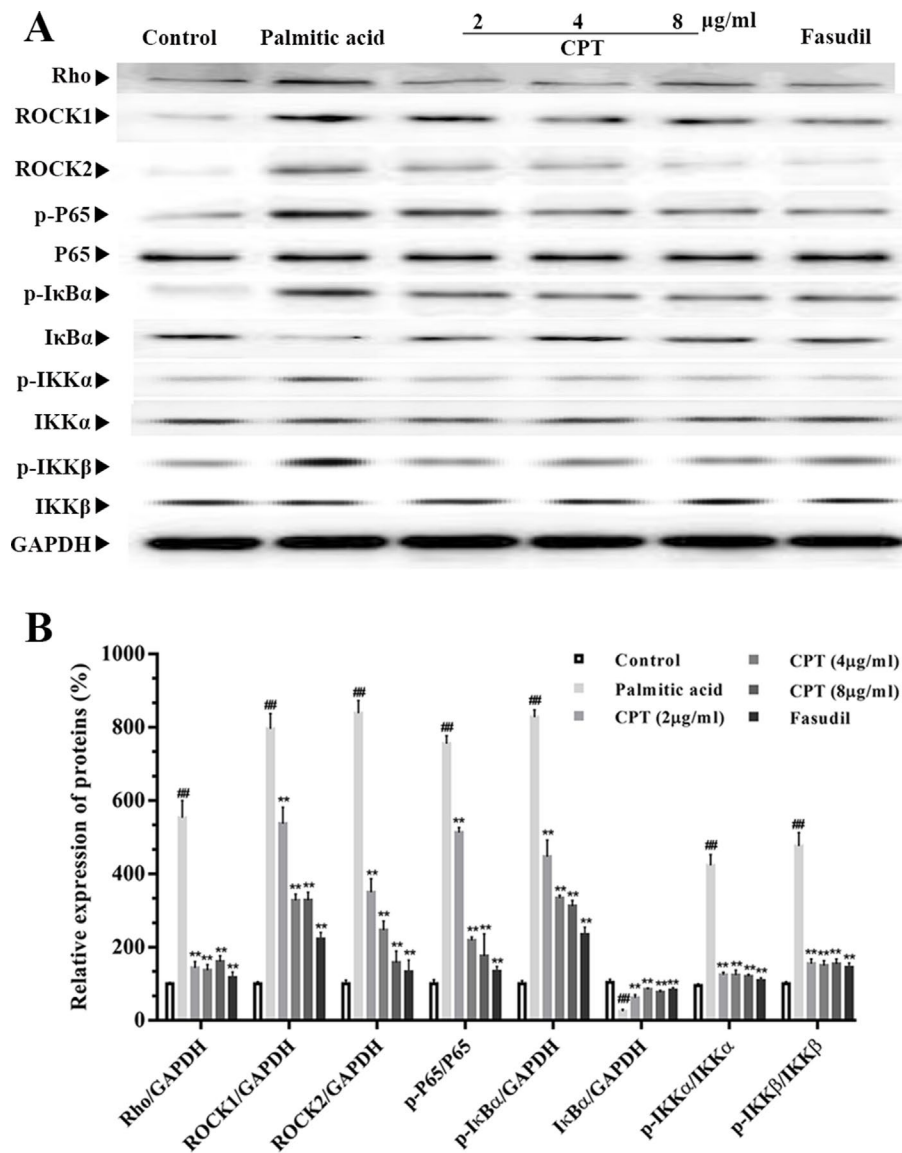 A
Control Palmitic acid 2 4 8 μg/ml Fasudil
CPT
Rho
ROCK1
ROCK2
p-P65
P65
p-IκBα
IκBα
p-IKKα
IKKα
p-IKKβ
IKKβ
GAPDH
B
Relative expression of proteins (%)
1000
800
600
400
200
0
Control
Palmitic acid
CPT (2μg/ml)
CPT (4μg/ml)
CPT (8μg/ml)
Fasudil
## ** ** ** **
## ** ** ** **
## ** ** ** **
## ** ** ** **
## ** ** ** **
## ** ** ** **
## ** ** ** **
## ** ** ** **
Rho/GAPDH
ROCK1/GAPDH
ROCK2/GAPDH
p-P65/P65
p-IκBα/GAPDH
IκBα/GAPDH
p-IKKα/IKKα
p-IKKβ/IKKβ